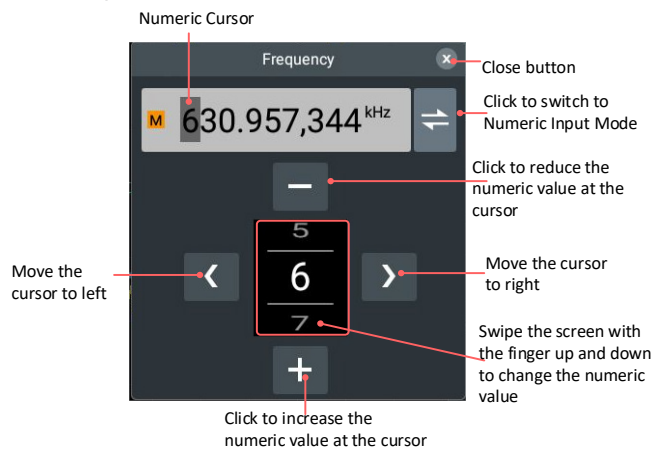 Numeric Cursor
Frequency
x
Close button
M 630.957,344 kHz
Click to switch to
Numeric Input Mode
Click to reduce the
numeric value at the
cursor
5
6
7
Move the
cursor to left
Move the cursor
to right
Swipe the screen with
the finger up and down
to change the numeric
value
Click to increase the
numeric value at the cursor